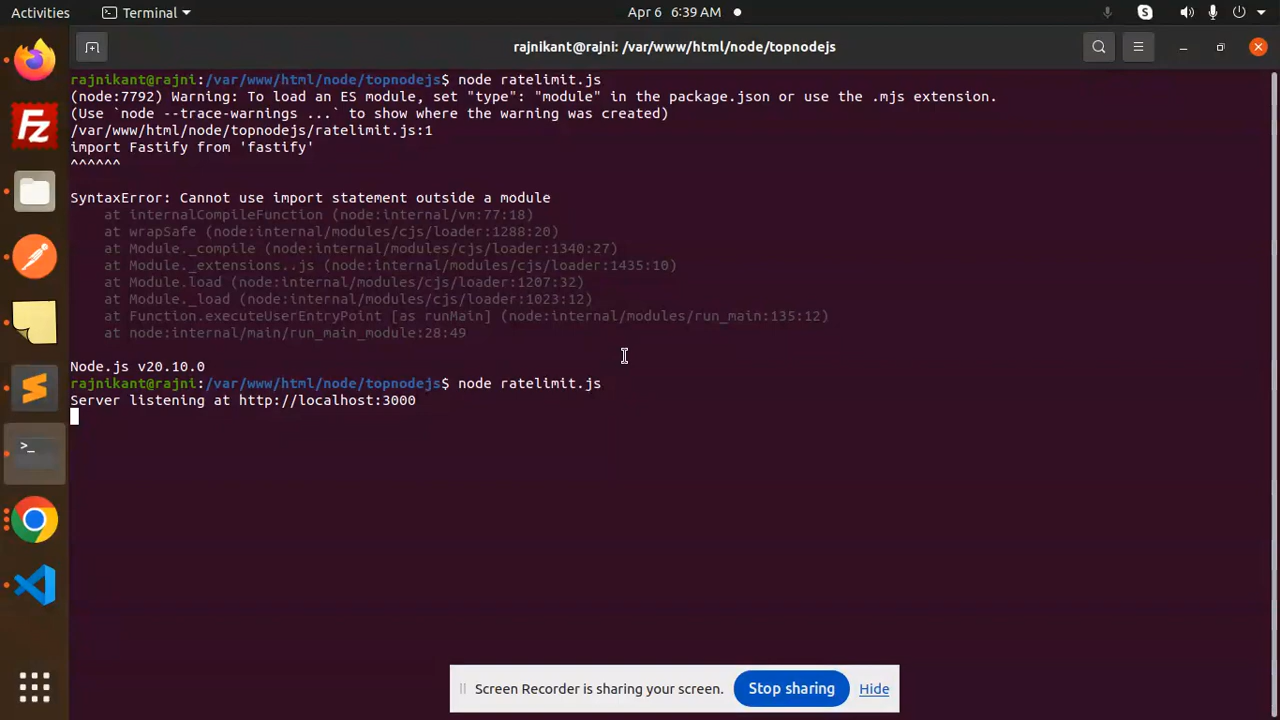 Activities
Terminal
Apr 6 6:39 AM
rajnikant@rajni: /var/www/html/node/topnodejs
rajnikant@rajni:/var/www/html/node/topnodejs$ node ratelimit.js
(node:7792) Warning: To load an ES module, set "type": "module" in the package.json or use the .mjs extension.
(Use `node --trace-warnings ...` to show where the warning was created)
/var/www/html/node/topnodejs/ratelimit.js:1
import Fastify from 'fastify'
^^^^^^
SyntaxError: Cannot use import statement outside a module
at internalCompileFunction (node:internal/vm:77:18)
at wrapSafe (node:internal/modules/cjs/loader:1288:20)
at Module._compile (node:internal/modules/cjs/loader:1340:27)
at Module._extensions..js (node:internal/modules/cjs/loader:1435:10)
at Module.load (node:internal/modules/cjs/loader:1207:32)
at Module._load (node:internal/modules/cjs/loader:1023:12)
at Function.executeUserEntryPoint [as runMain] (node:internal/modules/run_main:135:12)
at node:internal/main/run_main_module:28:49
Node.js v20.10.0
rajnikant@rajni:/var/www/html/node/topnodejs$ node ratelimit.js
Server listening at http://localhost:3000
Screen Recorder is sharing your screen.
Stop sharing
Hide